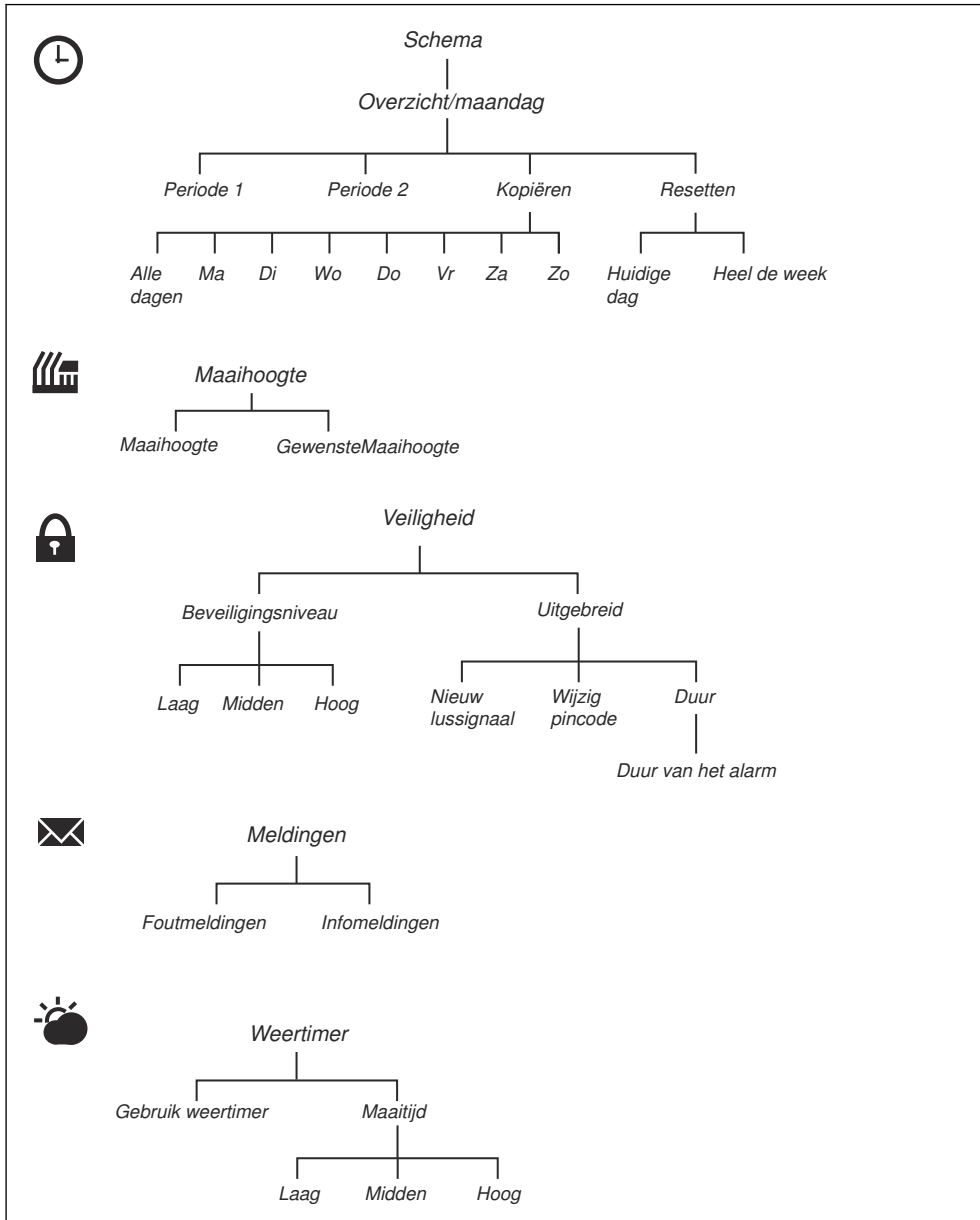 Schema
Overzicht/maandag
Periode 1 Periode 2 Kopiëren Resetten
Alle dagen Ma Di Wo Do Vr Za Zo Huidige dag Heel de week
Maaihoogte
Maaihoogte GewensteMaaihoogte
Veiligheid
Beveiligingsniveau Uitgebreid
Laag Midden Hoog Nieuw lussignaal Wijzig pincode Duur
Duur van het alarm
Meldingen
Foutmeldingen Infomeldingen
Weertimer
Gebruik weertimer Maaitijd
Laag Midden Hoog